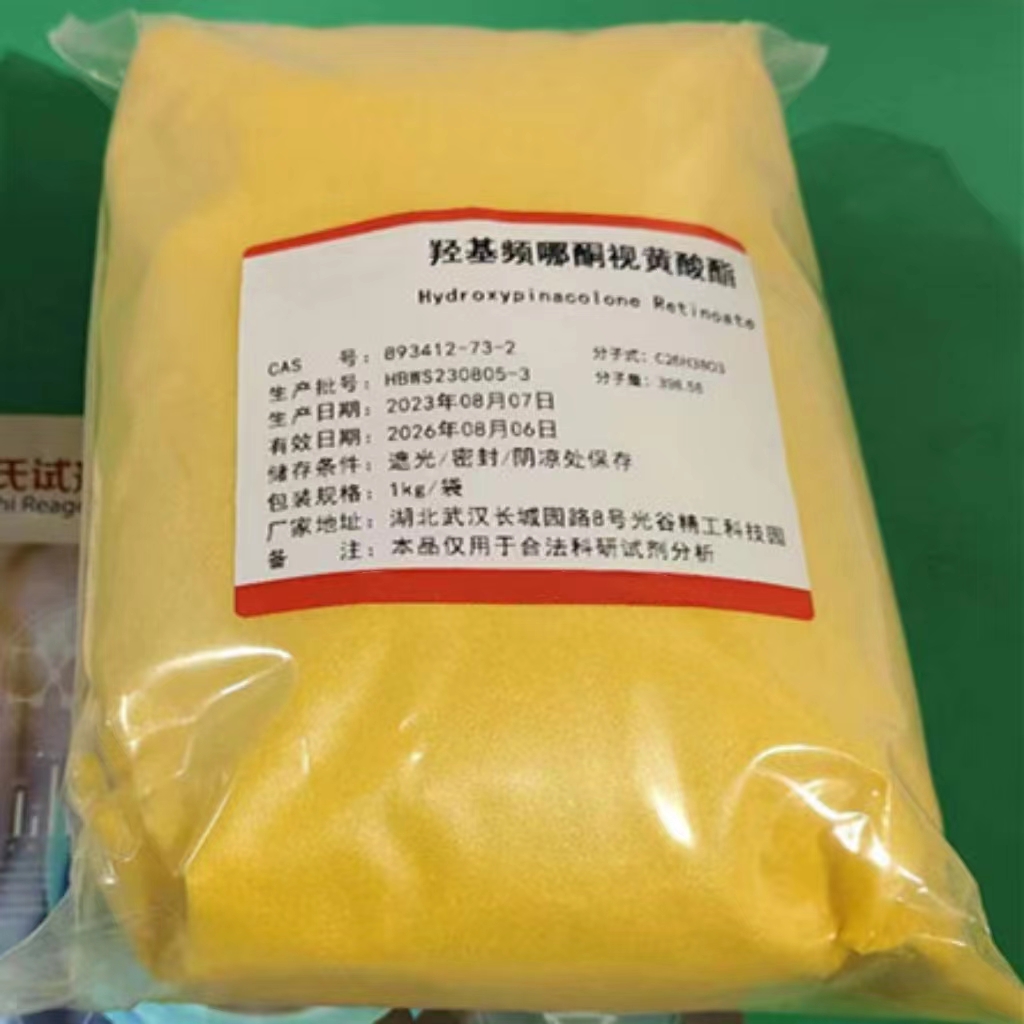 羟基频哪酮视黄酸酯
Hydroxypinacolone Retinoate
CAS 号：893412-73-2 分子式：C26H38O3
生产批号：HBWS230805-3 分子量：398.58
生产日期：2023年08月07日
有效日期：2026年08月06日
储存条件：遮光/密封/阴凉处保存
包装规格：1kg/袋
厂家地址：湖北武汉长城园路8号光谷精工科技园
备 注：本品仅用于合法科研试剂分析
氏试
hi Reag